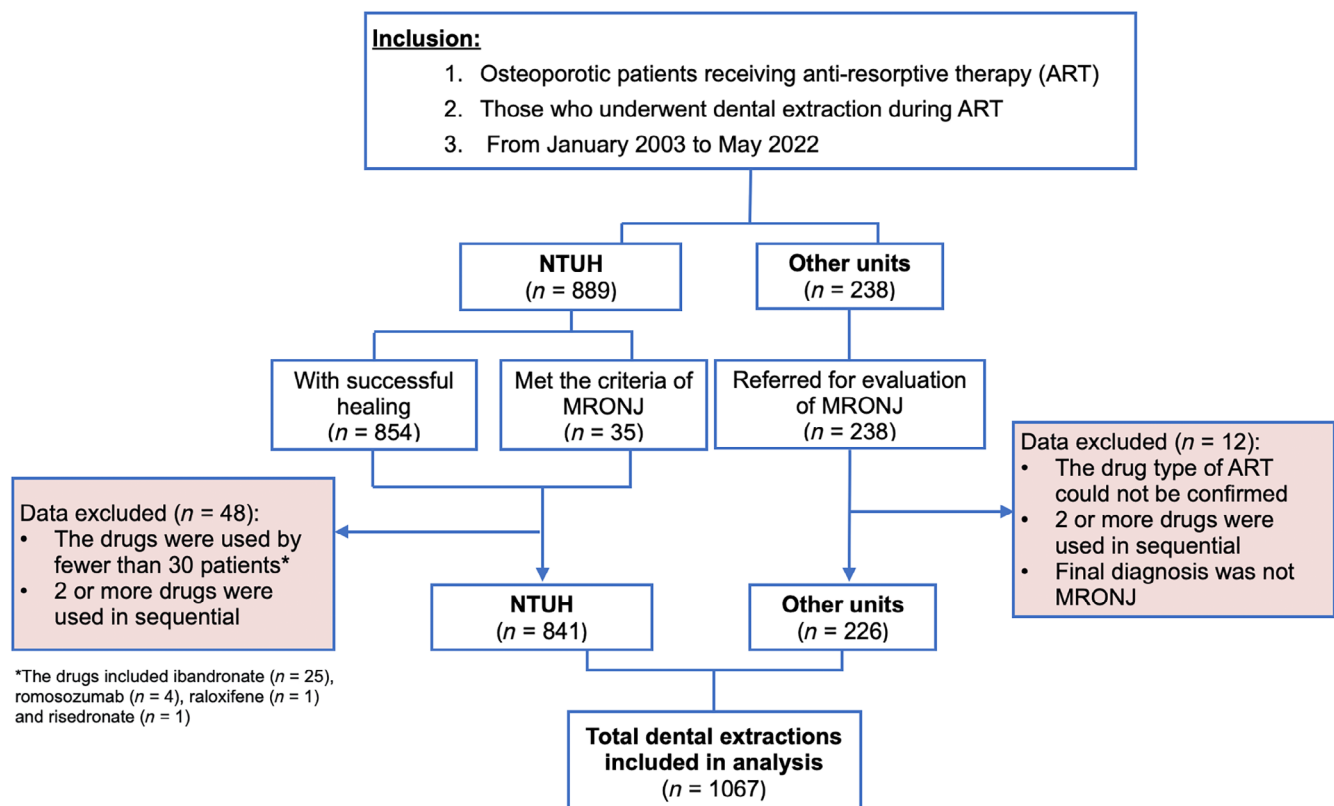 Inclusion:
1. Osteoporotic patients receiving anti-resorptive therapy (ART)
2. Those who underwent dental extraction during ART
3. From January 2003 to May 2022
NTUH
(n = 889)
Other units
(n = 238)
With successful
healing
(n = 854)
Met the criteria of
MRONJ
(n = 35)
Referred for evaluation
of MRONJ
(n = 238)
Data excluded (n = 48):
• The drugs were used by
fewer than 30 patients*
• 2 or more drugs were
used in sequential
Data excluded (n = 12):
• The drug type of ART
could not be confirmed
• 2 or more drugs were
used in sequential
• Final diagnosis was not
MRONJ
NTUH
(n = 841)
Other units
(n = 226)
*The drugs included ibandronate (n = 25),
romosozumab (n = 4), raloxifene (n = 1)
and risedronate (n = 1)
Total dental extractions
included in analysis
(n = 1067)